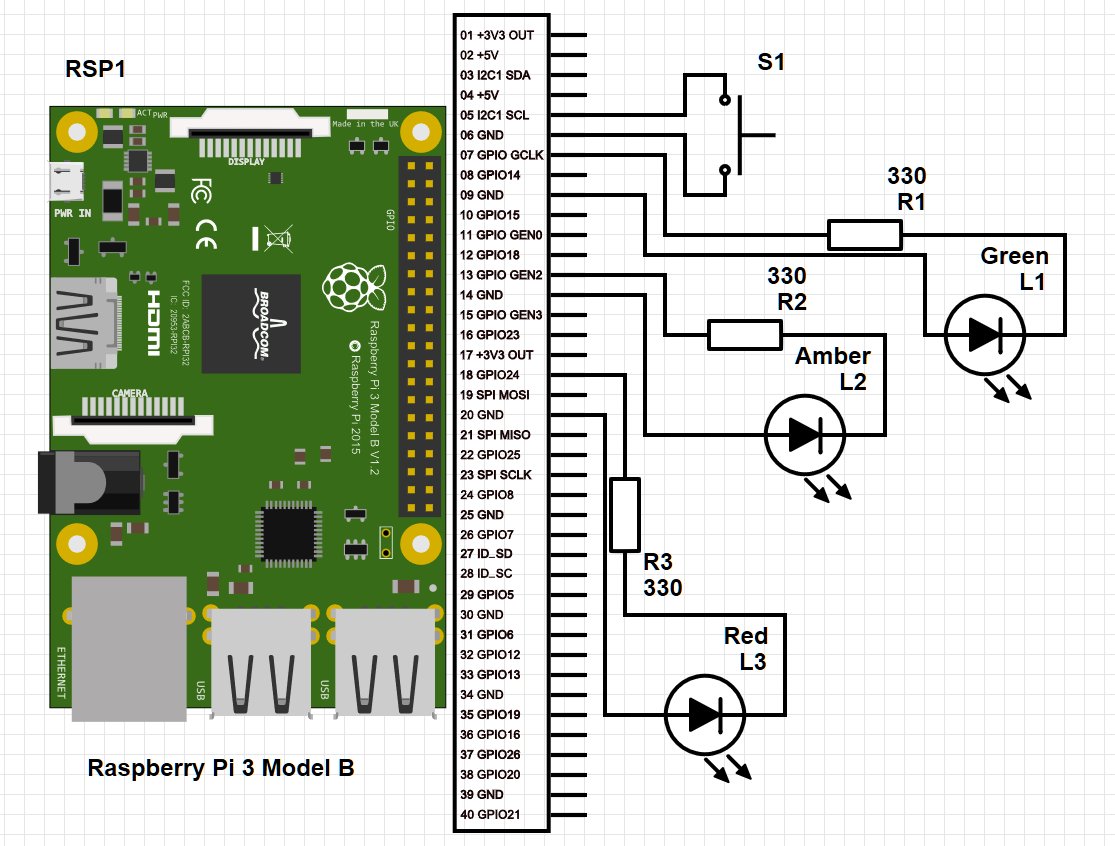 RSP1
ACT PWR
Made in the UK
DISPLAY
PWR IN
FC
CE
GPIO
HDMI
FCC ID: 2ABCB-RPI32
IC: 20953-RPI32
BROADCOM.
Raspberry Pi 3 Model B V1.2
Raspberry Pi 2015
CAMERA
ETHERNET
USB
USB
Raspberry Pi 3 Model B
01 +3V3 OUT
02 +5V
03 I2C1 SDA
04 +5V
05 I2C1 SCL
06 GND
07 GPIO GCLK
08 GPIO14
09 GND
10 GPIO15
11 GPIO GEN0
12 GPIO18
13 GPIO GEN2
14 GND
15 GPIO GEN3
16 GPIO23
17 +3V3 OUT
18 GPIO24
19 SPI MOSI
20 GND
21 SPI MISO
22 GPIO25
23 SPI SCLK
24 GPIO8
25 GND
26 GPIO7
27 ID_SD
28 ID_SC
29 GPIO5
30 GND
31 GPIO6
32 GPIO12
33 GPIO13
34 GND
35 GPIO19
36 GPIO16
37 GPIO26
38 GPIO20
39 GND
40 GPIO21
S1
330
R1
Green
L1
330
R2
Amber
L2
R3
330
Red
L3